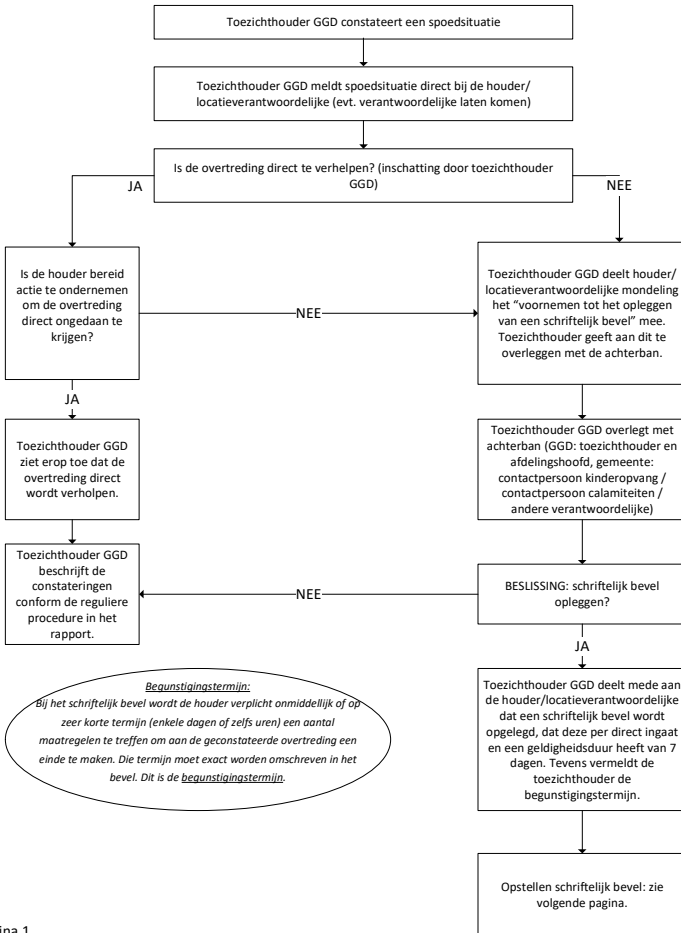 Toezichthouder GGD constateert een spoedsituatie
Toezichthouder GGD meldt spoedsituatie direct bij de houder/
locatieverantwoordelijke (evt. verantwoordelijke laten komen)
Is de overtreding direct te verhelpen? (inschatting door toezichthouder
GGD)
JA
NEE
Is de houder bereid
actie te ondernemen
om de overtreding
direct ongedaan te
krijgen?
NEE
Toezichthouder GGD deelt houder/
locatieverantwoordelijke mondeling
het “voornemen tot het opleggen
van een schriftelijk bevel” mee.
Toezichthouder geeft aan dit te
overleggen met de achterban.
JA
Toezichthouder GGD
ziet erop toe dat de
overtreding direct
wordt verholpen.
Toezichthouder GGD overlegt met
achterban (GGD: toezichthouder en
afdelingshoofd, gemeente:
contactpersoon kinderopvang /
contactpersoon calamiteiten /
andere verantwoordelijke)
Toezichthouder GGD
beschrijft de
constateringen
conform de reguliere
procedure in het
rapport.
NEE
BESLISSING: schriftelijk bevel
opleggen?
JA
Toezichthouder GGD deelt mede aan
de houder/locatieverantwoordelijke
dat een schriftelijk bevel wordt
opgelegd, dat deze per direct ingaat
en een geldigheidsduur heeft van 7
dagen. Tevens vermeldt de
toezichthouder de
begunstigingstermijn.
Begunstigingstermijn:
Bij het schriftelijk bevel wordt de houder verplicht onmiddellijk of op
zeer korte termijn (enkele dagen of zelfs uren) een aantal
maatregelen te treffen om aan de geconstateerde overtreding een
einde te maken. Die termijn moet exact worden omschreven in het
bevel. Dit is de begunstigingstermijn.
Opstellen schriftelijk bevel: zie
volgende pagina.
ina 1